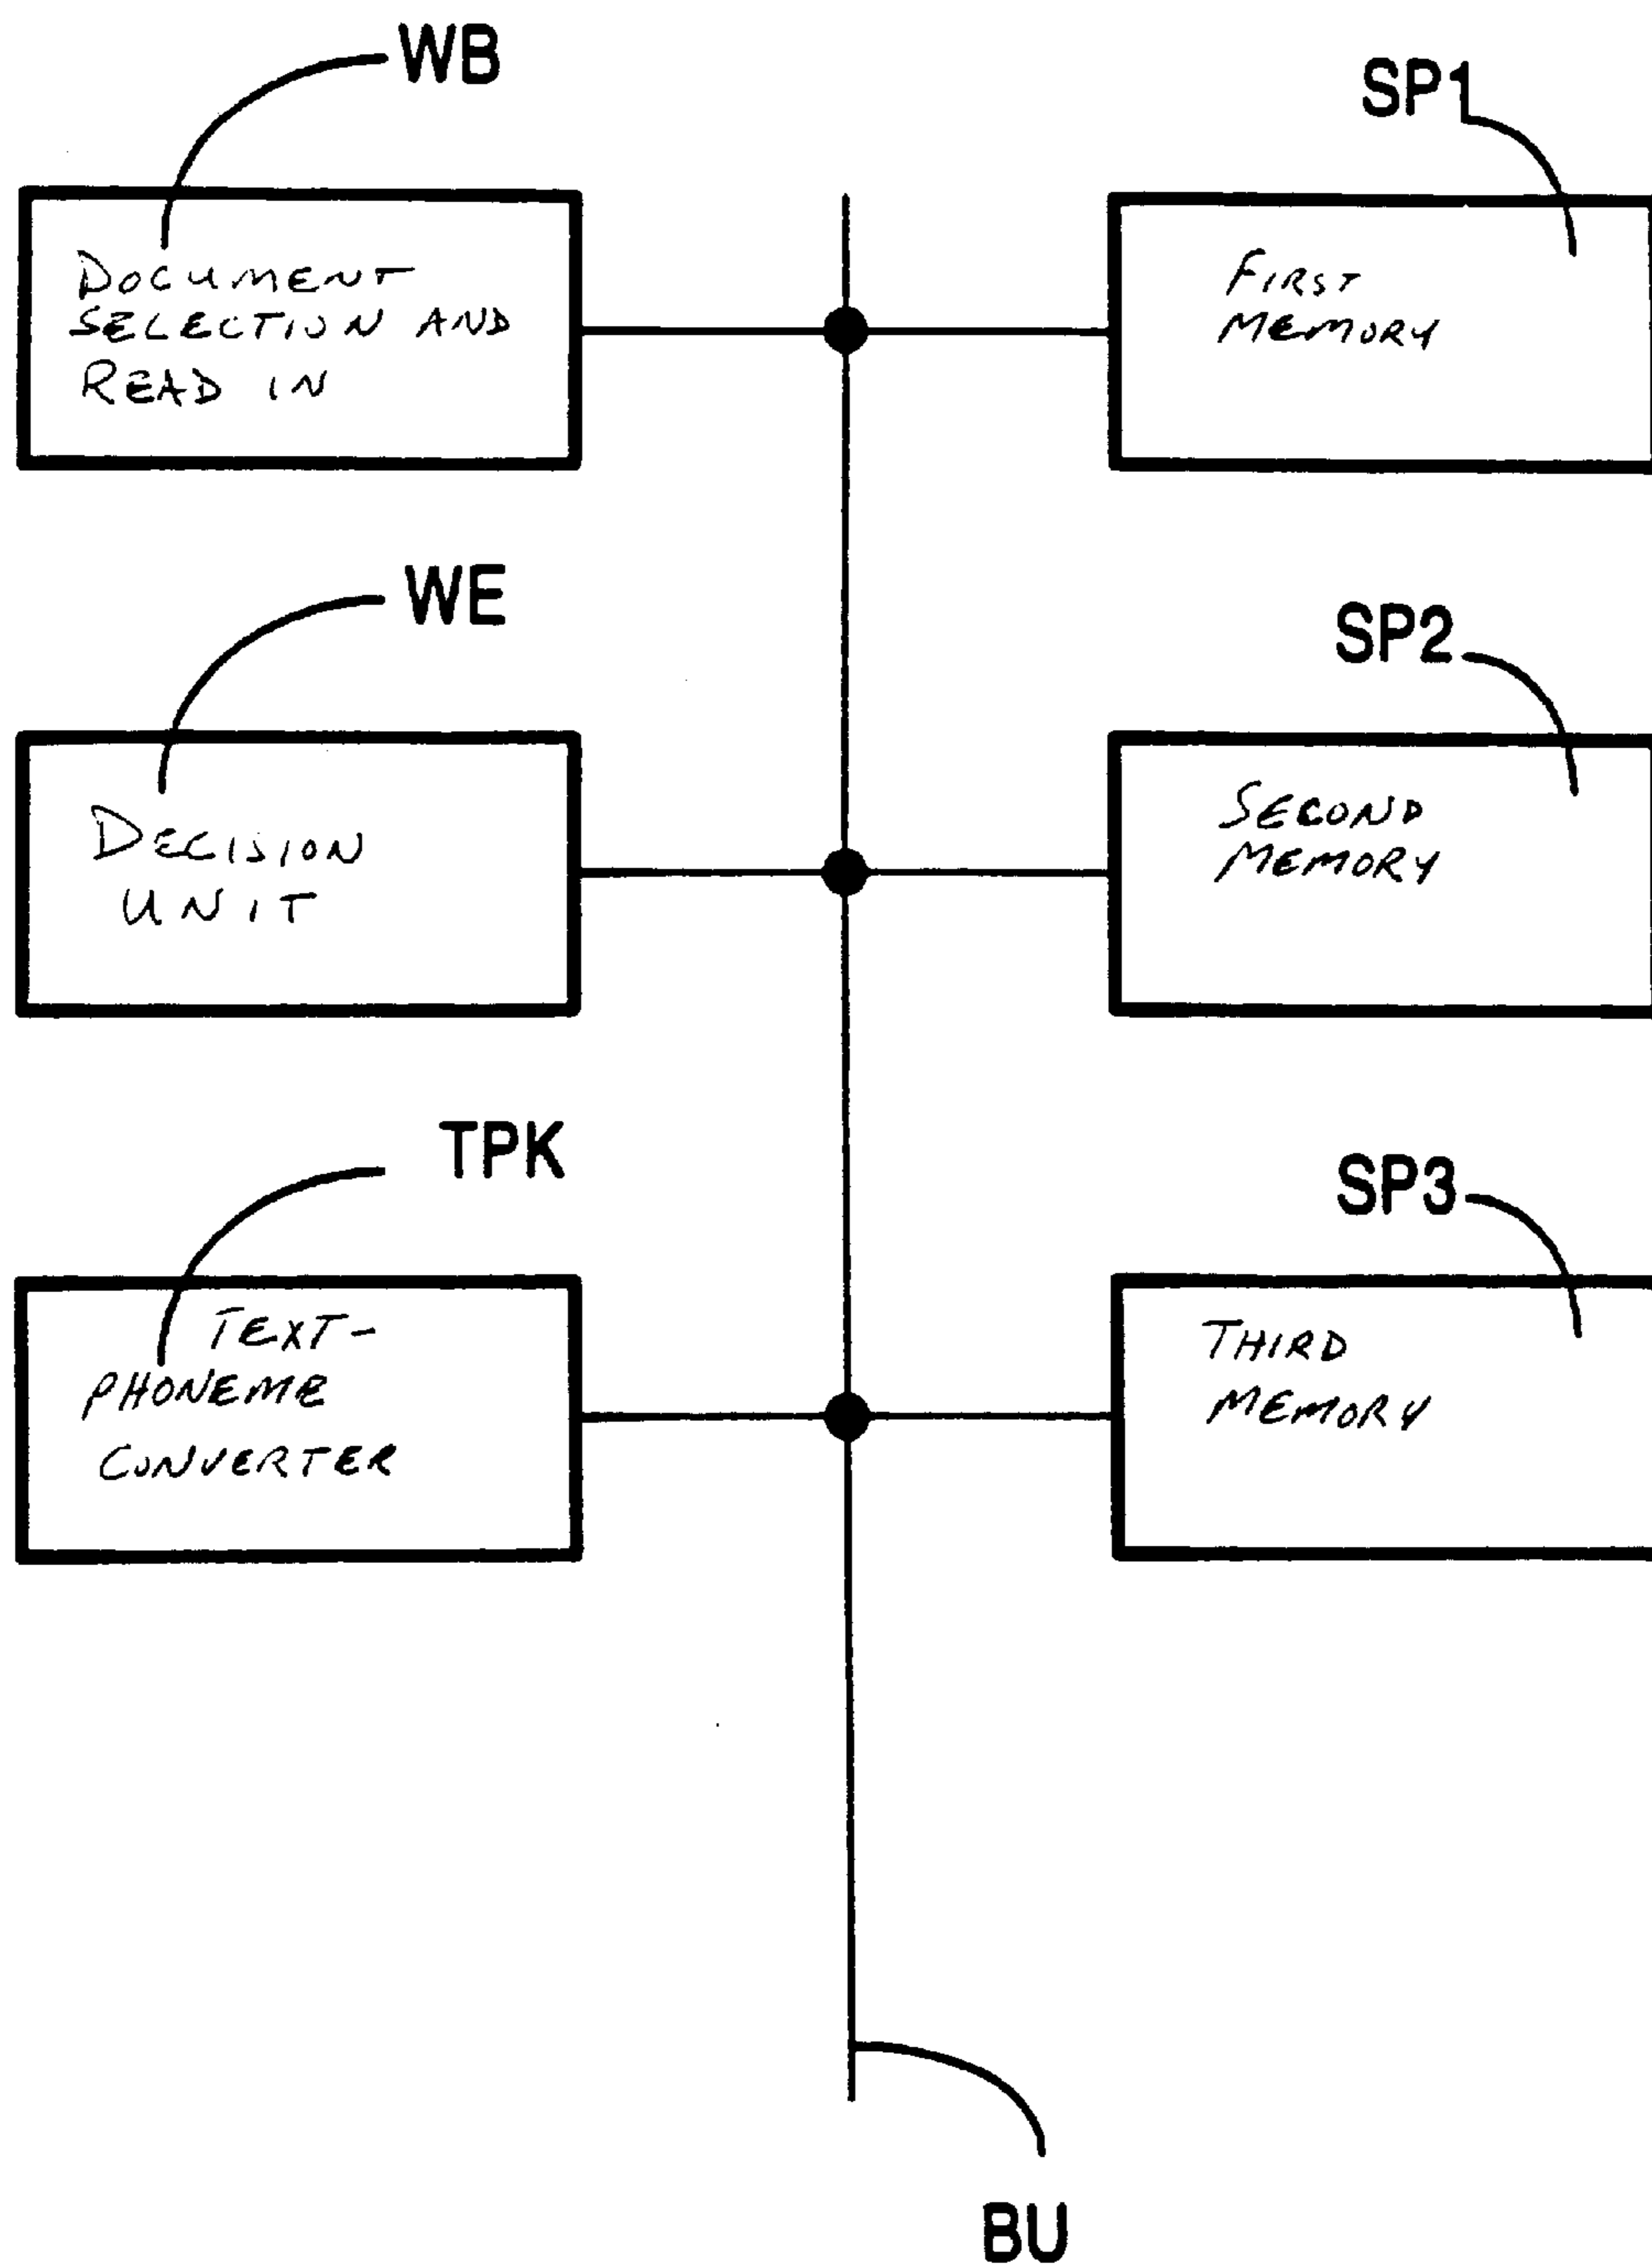 WB
SP1
DOCUMENT
SELECTION AND
READ IN
FIRST
MEMORY
WE
SP2
DECISION
UNIT
SECOND
MEMORY
TPK
SP3
TEXT-
PHONEME
CONVERTER
THIRD
MEMORY
BU